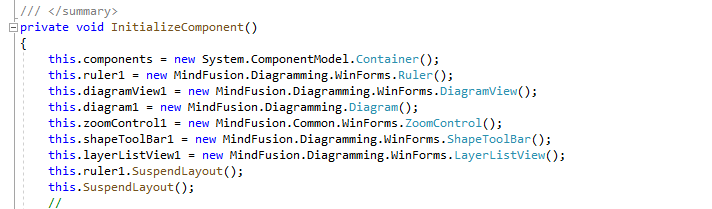 /// </summary>
private void InitializeComponent()
{
this.components = new System.ComponentModel.Container();
this.ruler1 = new MindFusion.Diagramming.WinForms.Ruler();
this.diagramView1 = new MindFusion.Diagramming.WinForms.DiagramView();
this.diagram1 = new MindFusion.Diagramming.Diagram();
this.zoomControl1 = new MindFusion.Common.WinForms.ZoomControl();
this.shapeToolBar1 = new MindFusion.Diagramming.WinForms.ShapeToolBar();
this.layerListView1 = new MindFusion.Diagramming.WinForms.LayerListView();
this.ruler1.SuspendLayout();
this.SuspendLayout();
//